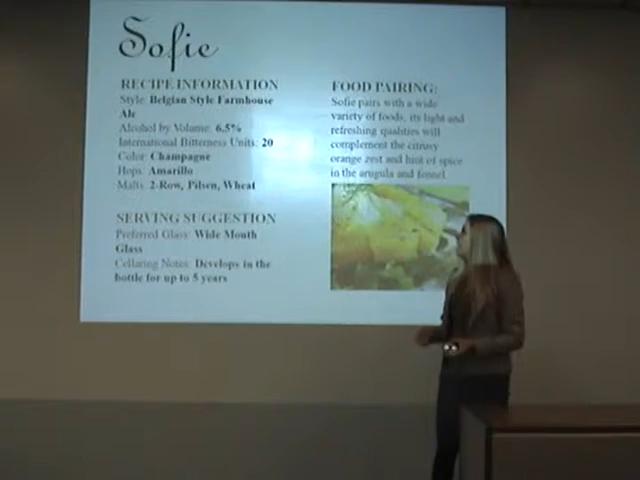 Sofie
RECIPE INFORMATION
Style: Belgian Style Farmhouse
Ale
Alcohol by Volume: 6.5%
International Bitterness Units: 20
Color: Champagne
Hops: Amarillo
Malts: 2-Row, Pilsen, Wheat
SERVING SUGGESTION
Preferred Glass: Wide Mouth
Glass
Cellaring Notes: Develops in the
bottle for up to 5 years
FOOD PAIRING:
Sofie pairs with a wide
variety of foods, its light and
refreshing qualities will
complement the citrusy
orange zest and hint of spice
in the arugula and fennel.